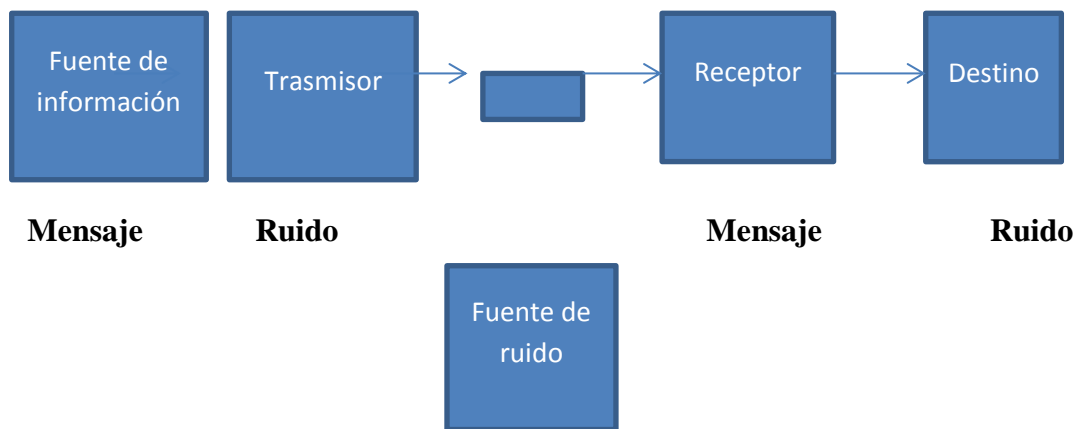 Fuente de
información
Trasmisor
Receptor
Destino
Mensaje
Ruido
Mensaje
Ruido
Fuente de
ruido